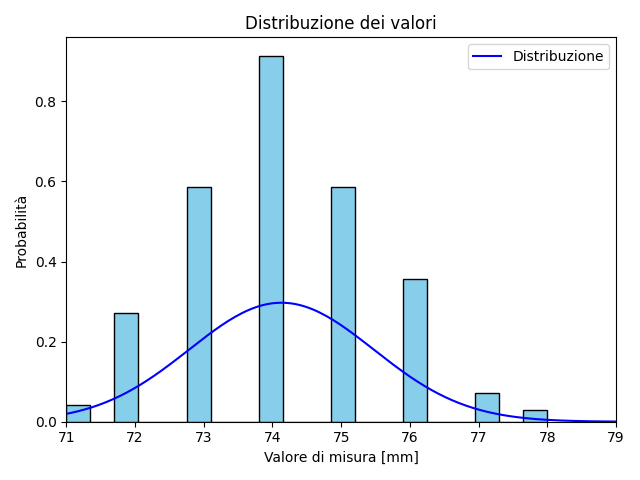 Distribuzione dei valori
Distribuzione
Probabilità
0.8
0.6
0.4
0.2
0.0
71 72 73 74 75 76 77 78 79
Valore di misura [mm]